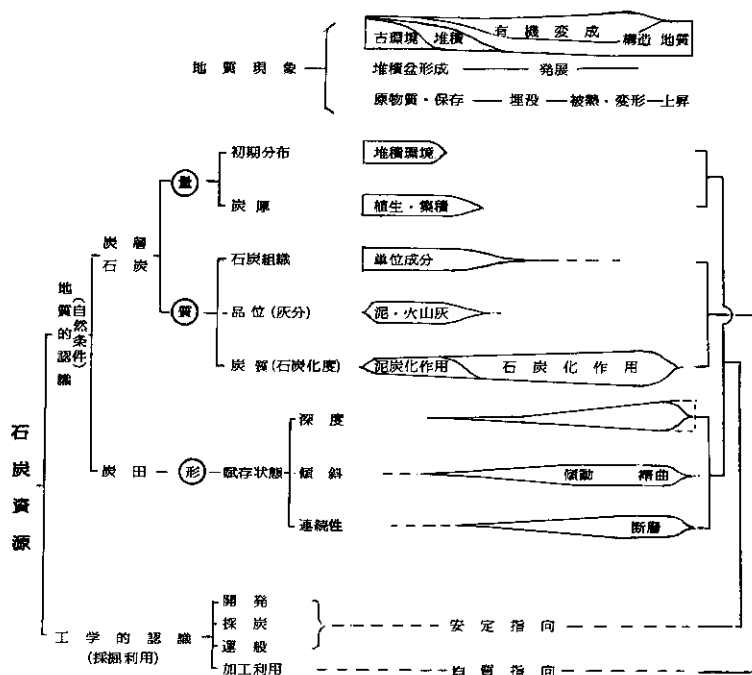 古環境 堆積 有機変成 構造地質
地質現象 堆積盆形成 発展
原物質・保存 埋没 被熱・変形 上昇
初期分布 堆積環境
量
炭厚 植生・集積
炭層
石炭
石炭組織 単位成分
質 品位(灰分) 泥・火山灰
炭質(石炭化度) 泥炭化作用 石炭化作用
地質的認識
(自然条件)
深度
炭田 形 賦存状態 傾斜 傾動 褶曲
連続性 断層
石炭資源
開発
採炭 安定指向
工学的認識
(採掘利用)
運般
加工利用 均質指向